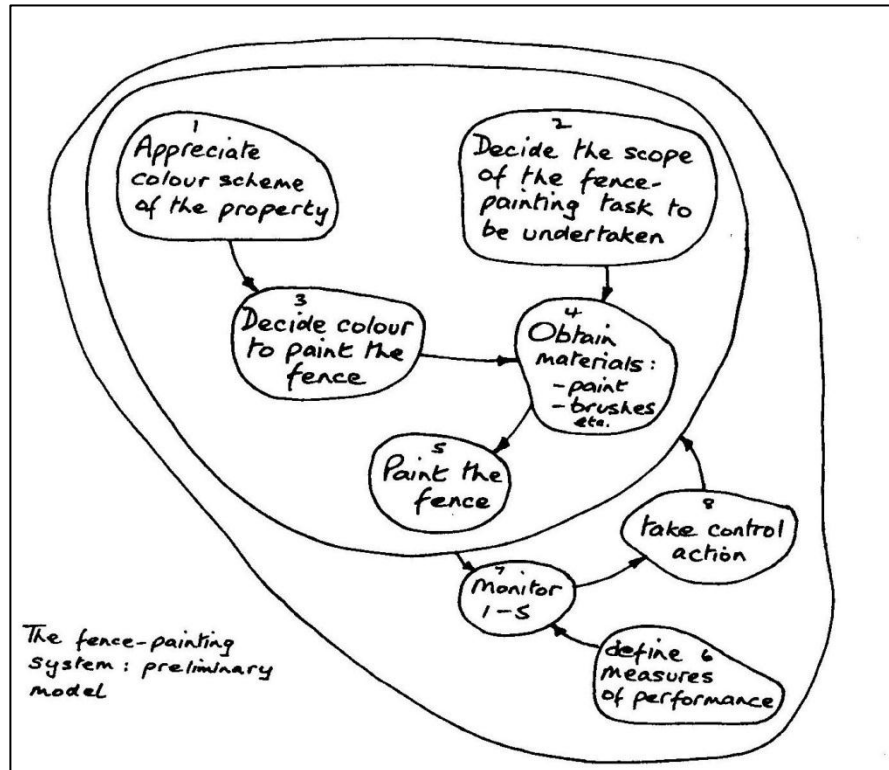 1
Appreciate
colour scheme
of the property
2
Decide the scope
of the fence-
painting task to
be undertaken
3
Decide colour
to paint the
fence
4
Obtain
materials:
-paint
-brushes
etc.
5
Paint the
fence
8
take control
action
7
Monitor
1-5
define 6
measures
of performance
The fence-painting
system: preliminary
model